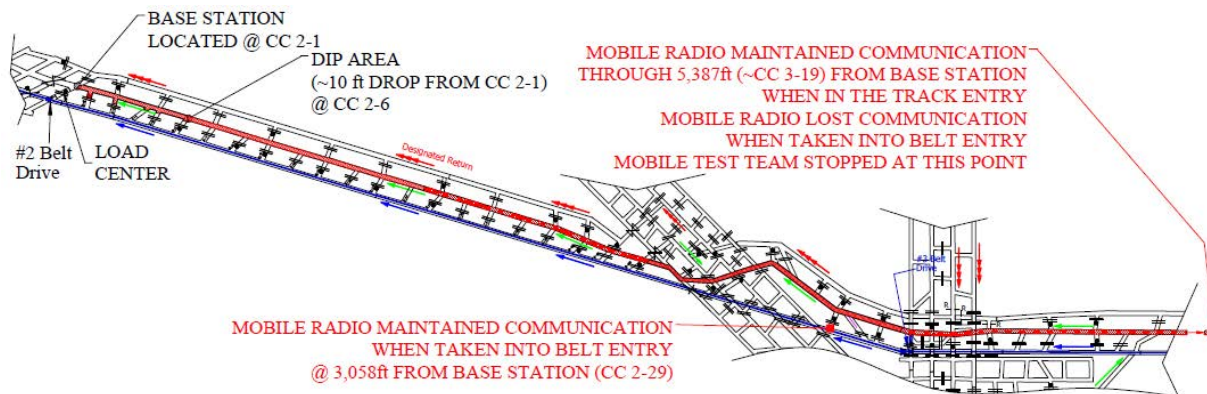 BASE STATION
LOCATED @ CC 2-1
DIP AREA
(~10 ft DROP FROM CC 2-1)
@ CC 2-6
MOBILE RADIO MAINTAINED COMMUNICATION
THROUGH 5,387ft (~CC 3-19) FROM BASE STATION
WHEN IN THE TRACK ENTRY
MOBILE RADIO LOST COMMUNICATION
WHEN TAKEN INTO BELT ENTRY
MOBILE TEST TEAM STOPPED AT THIS POINT
#2 Belt
Drive
LOAD
CENTER
Designated Return
#2 Belt
Drive
R
R
R
MOBILE RADIO MAINTAINED COMMUNICATION
WHEN TAKEN INTO BELT ENTRY
@ 3,058ft FROM BASE STATION (CC 2-29)